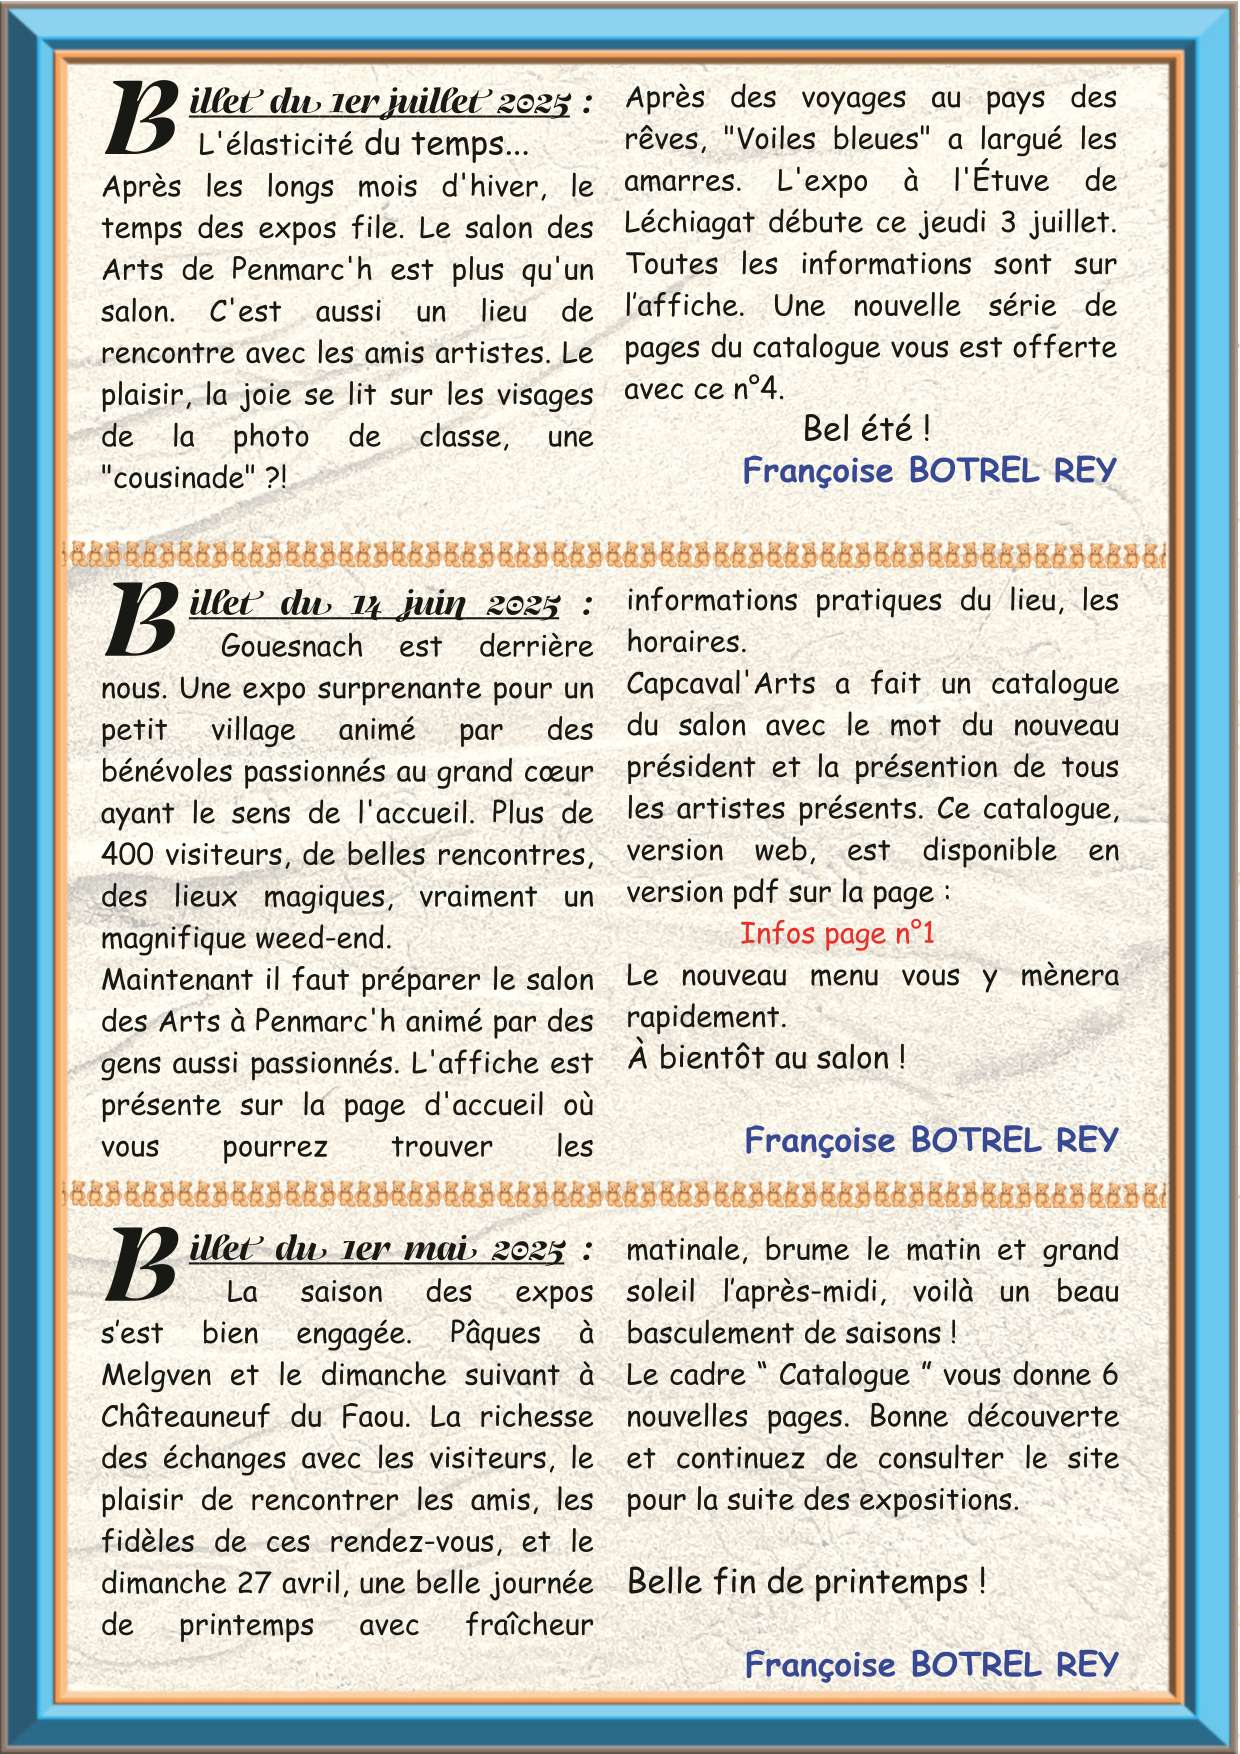 Billet du 1er juillet 2025 :
L'élasticité du temps...
Après les longs mois d'hiver, le
temps des expos file. Le salon des
Arts de Penmarc'h est plus qu'un
salon. C'est aussi un lieu de
rencontre avec les amis artistes. Le
plaisir, la joie se lit sur les visages
de la photo de classe, une
"cousinade" ?!
Après des voyages au pays des
rêves, "Voiles bleues" a largué les
amarres. L'expo à l'Étuve de
Léchiagat débute ce jeudi 3 juillet.
Toutes les informations sont sur
l’affiche. Une nouvelle série de
pages du catalogue vous est offerte
avec ce n°4.
Bel été !
Françoise BOTREL REY
Billet du 14 juin 2025 :
Gouesnach est derrière
nous. Une expo surprenante pour un
petit village animé par des
bénévoles passionnés au grand cœur
ayant le sens de l'accueil. Plus de
400 visiteurs, de belles rencontres,
des lieux magiques, vraiment un
magnifique weed-end.
Maintenant il faut préparer le salon
des Arts à Penmarc'h animé par des
gens aussi passionnés. L'affiche est
présente sur la page d'accueil où
vous pourrez trouver les
informations pratiques du lieu, les
horaires.
Capcaval'Arts a fait un catalogue
du salon avec le mot du nouveau
président et la présention de tous
les artistes présents. Ce catalogue,
version web, est disponible en
version pdf sur la page :
Infos page n°1
Le nouveau menu vous y mènera
rapidement.
À bientôt au salon !
Françoise BOTREL REY
Billet du 1er mai 2025 :
La saison des expos
s’est bien engagée. Pâques à
Melgven et le dimanche suivant à
Châteauneuf du Faou. La richesse
des échanges avec les visiteurs, le
plaisir de rencontrer les amis, les
fidèles de ces rendez-vous, et le
dimanche 27 avril, une belle journée
de printemps avec fraîcheur
matinale, brume le matin et grand
soleil l’après-midi, voilà un beau
basculement de saisons !
Le cadre “ Catalogue ” vous donne 6
nouvelles pages. Bonne découverte
et continuez de consulter le site
pour la suite des expositions.
Belle fin de printemps !
Françoise BOTREL REY